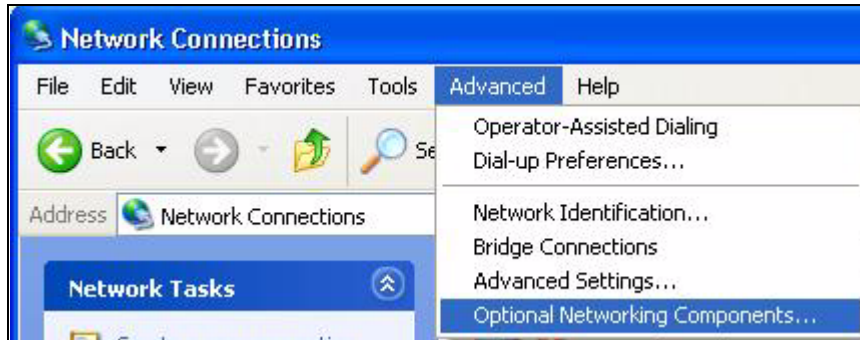 Network Connections
File Edit View Favorites Tools Advanced Help
Back
Operator-Assisted Dialing
Dial-up Preferences...
Address Network Connections
Network Identification...
Bridge Connections
Advanced Settings...
Optional Networking Components...
Network Tasks